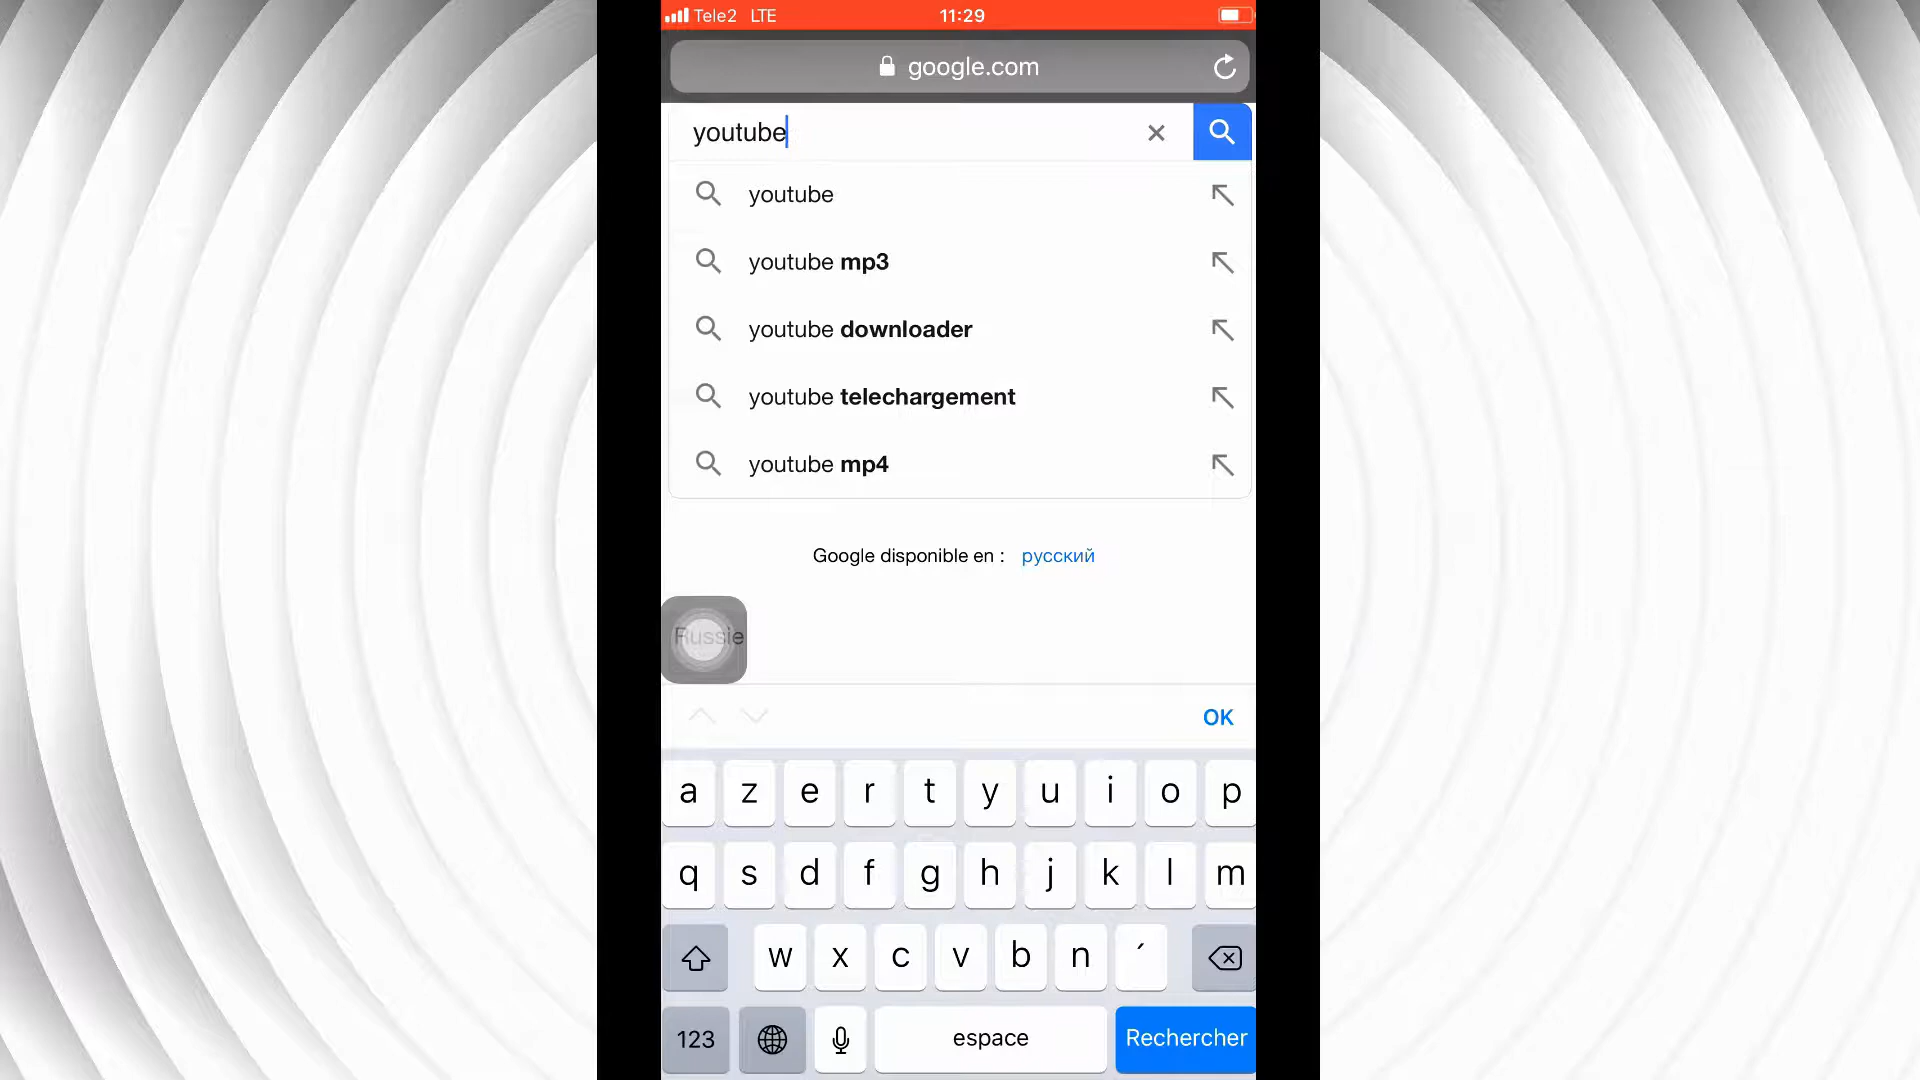 Tele2 LTE 11:29
google.com
youtube
youtube
youtube mp3
youtube downloader
youtube telechargement
youtube mp4
Google disponible en : русский
Russie
OK
a z e r t y u i o p
q s d f g h j k l m
w x c v b n ´
123 espace Rechercher